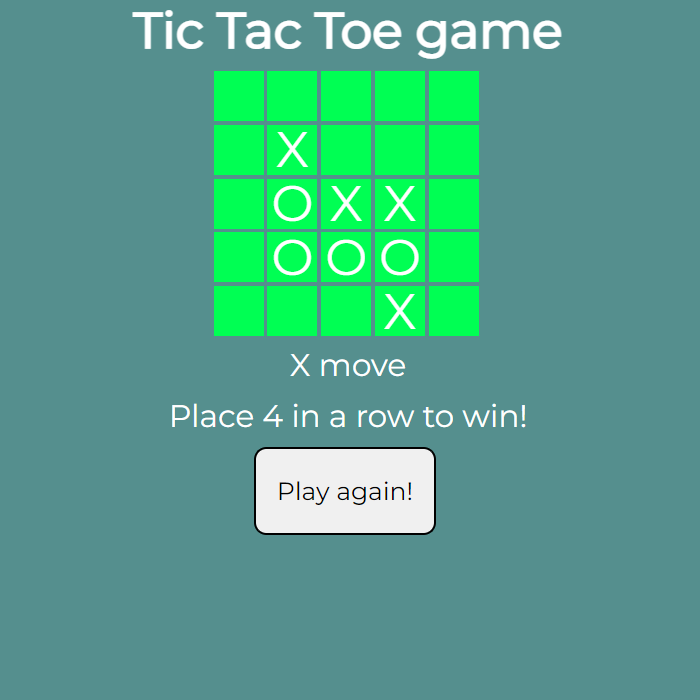 Tic Tac Toe game
X
O X X
O O O
X
X move
Place 4 in a row to win!
Play again!